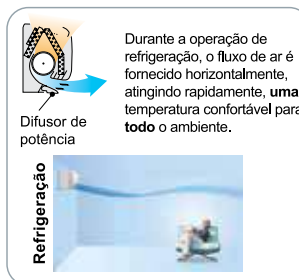 Durante a operação de
refrigeração, o fluxo de ar é
fornecido horizontalmente,
atingindo rapidamente, uma
temperatura confortável para
todo o ambiente.
Difusor de
potência
Refrigeração